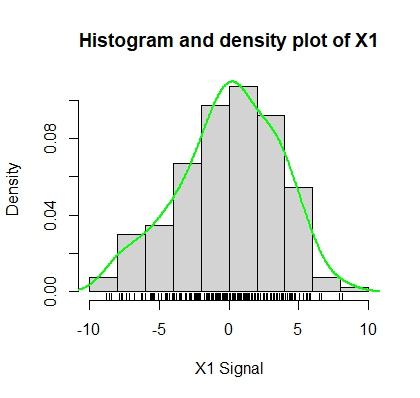 Histogram and density plot of X1
Density
0.00 0.04 0.08
-10 -5 0 5 10
X1 Signal